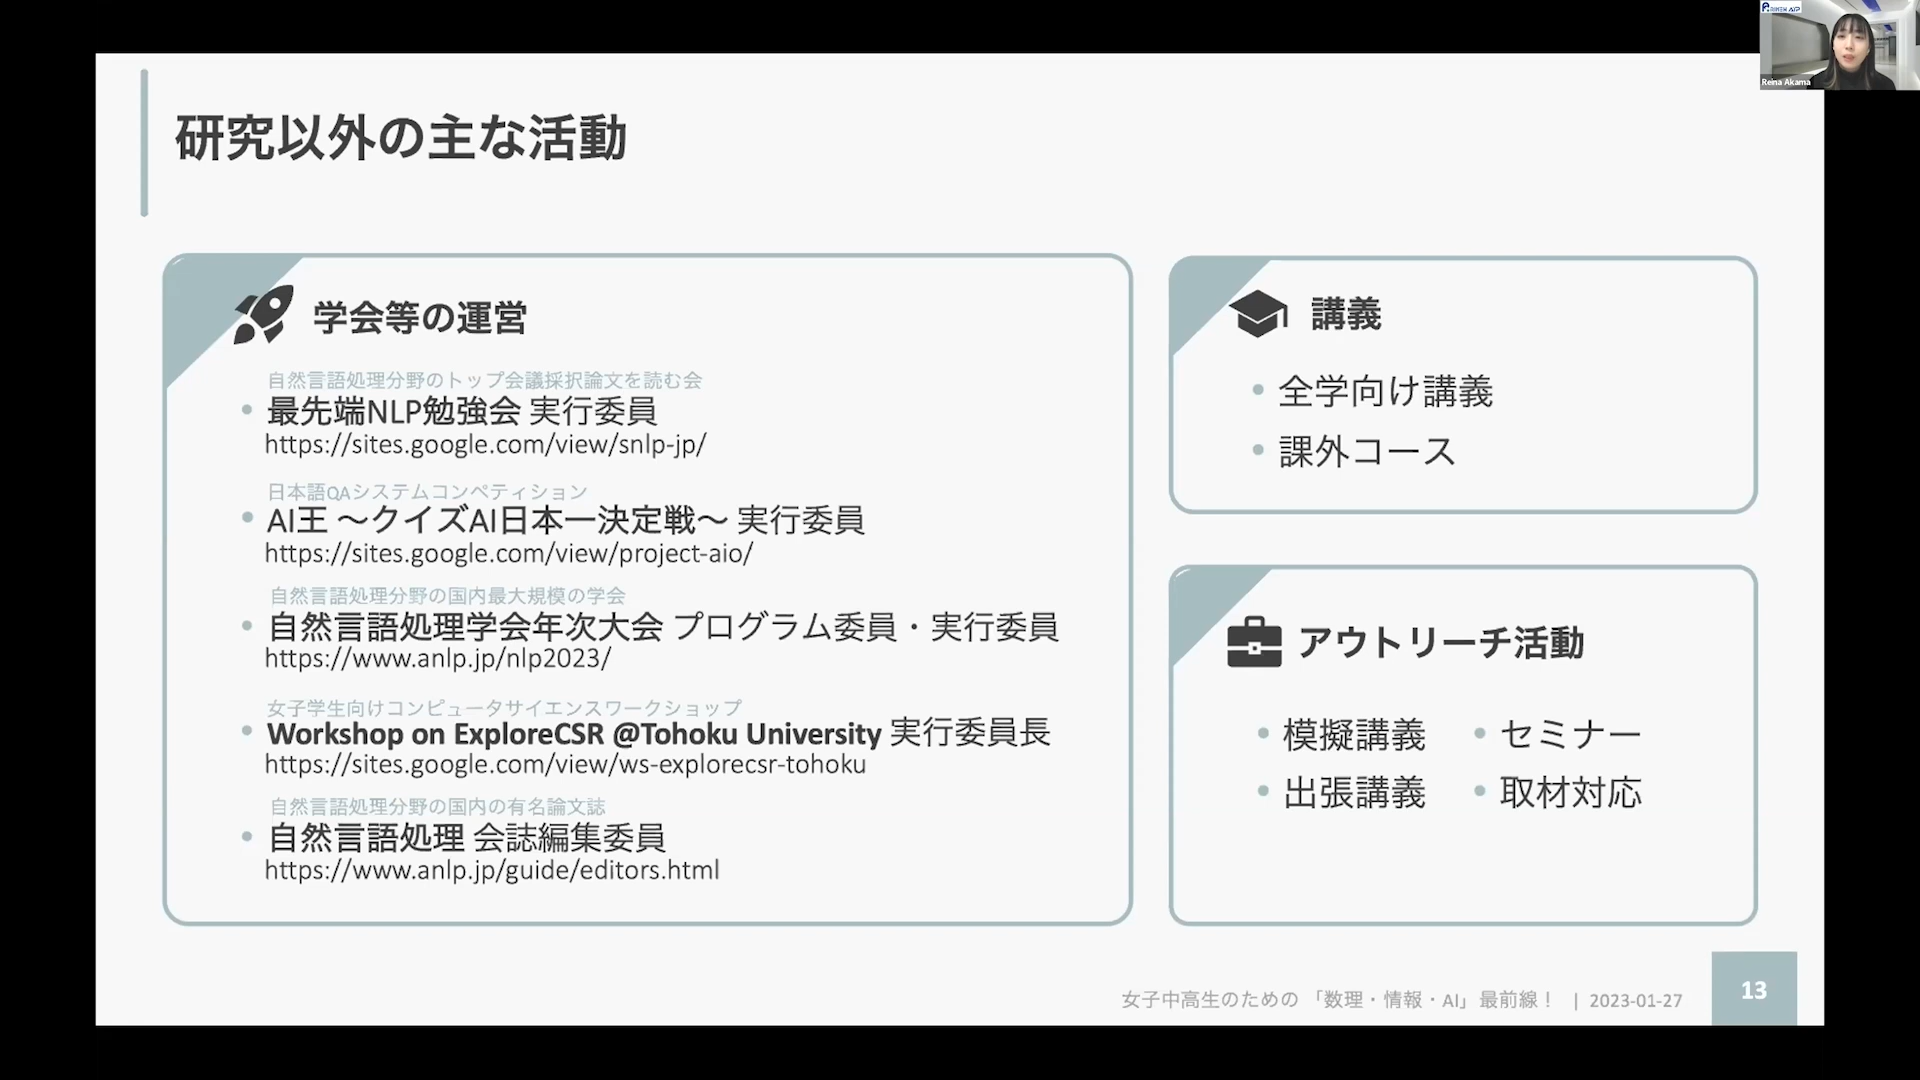 研究以外の主な活動
学会等の運営
自然言語処理分野のトップ会議採択論文を読む会
• 最先端NLP勉強会 実行委員
https://sites.google.com/view/snlp-jp/
日本語QAシステムコンペティション
• AI王 〜クイズAI日本一決定戦〜 実行委員
https://sites.google.com/view/project-aio/
自然言語処理分野の国内最大規模の学会
• 自然言語処理学会年次大会 プログラム委員・実行委員
https://www.anlp.jp/nlp2023/
女子学生向けコンピュータサイエンスワークショップ
• Workshop on ExploreCSR @Tohoku University 実行委員長
https://sites.google.com/view/ws-explorecsr-tohoku
自然言語処理分野の国内の有名論文誌
• 自然言語処理 会誌編集委員
https://www.anlp.jp/guide/editors.html
講義
• 全学向け講義
• 課外コース
アウトリーチ活動
• 模擬講義
• セミナー
• 出張講義
• 取材対応
女子中高生のための 「数理・情報・AI」最前線！ | 2023-01-27
13
RIKEN AIP
Reina Akama